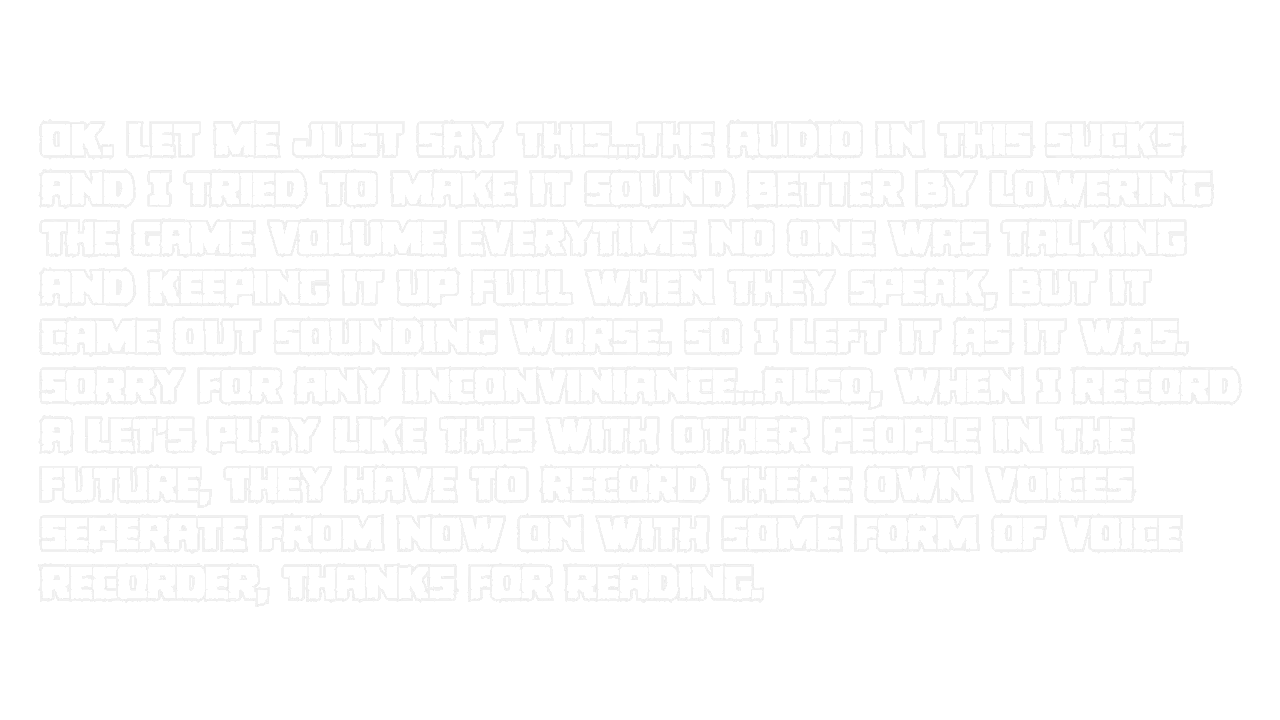 OK. LET ME JUST SAY THIS...THE AUDIO IN THIS SUCKS
AND I TRIED TO MAKE IT SOUND BETTER BY LOWERING
THE GAME VOLUME EVERYTIME NO ONE WAS TALKING
AND KEEPING IT UP FULL WHEN THEY SPEAK, BUT IT
CAME OUT SOUNDING WORSE. SO I LEFT IT AS IT WAS.
SORRY FOR ANY INCONVINIANCE...ALSO, WHEN I RECORD
A LET'S PLAY LIKE THIS WITH OTHER PEOPLE IN THE
FUTURE, THEY HAVE TO RECORD THERE OWN VOICES
SEPERATE FROM NOW ON WITH SOME FORM OF VOICE
RECORDER, THANKS FOR READING.